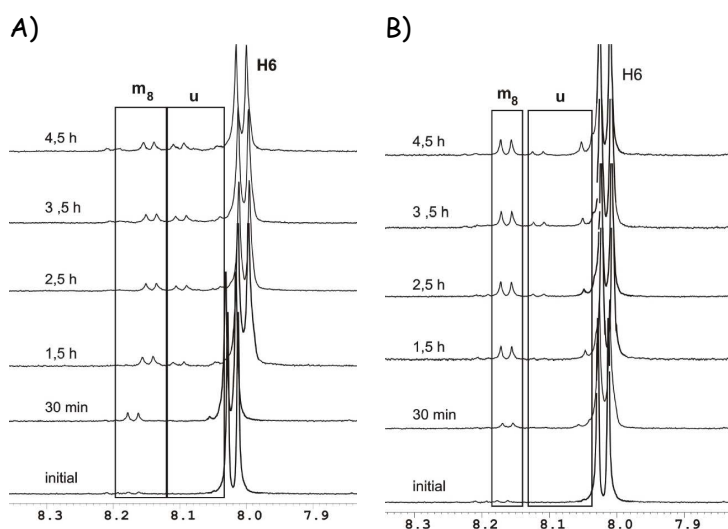 A)
H6
m8
u
4,5 h
3 ,5 h
2,5 h
1,5 h
30 min
initial
8.3 8.2 8.1 8.0 7.9
B)
H6
m8
u
4,5 h
3 ,5 h
2,5 h
1,5 h
30 min
initial
8.3 8.2 8.1 8.0 7.9